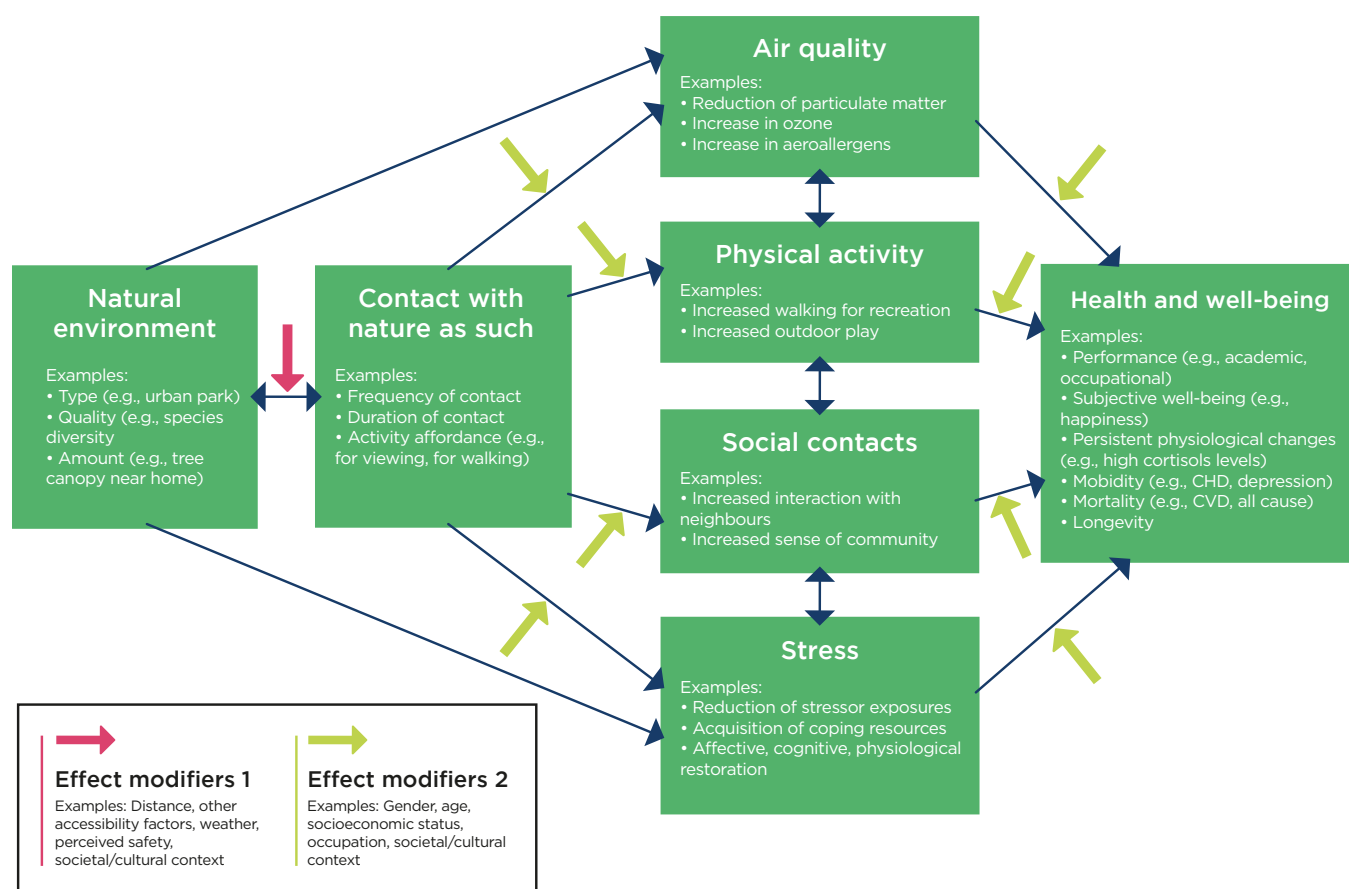 Air quality
Examples:
• Reduction of particulate matter
• Increase in ozone
• Increase in aeroallergens
Natural
environment
Examples:
• Type (e.g., urban park)
• Quality (e.g., species
diversity
• Amount (e.g., tree
canopy near home)
Contact with
nature as such
Examples:
• Frequency of contact
• Duration of contact
• Activity affordance (e.g.,
for viewing, for walking)
Physical activity
Examples:
• Increased walking for recreation
• Increased outdoor play
Social contacts
Examples:
• Increased interaction with
neighbours
• Increased sense of community
Stress
Examples:
• Reduction of stressor exposures
• Acquisition of coping resources
• Affective, cognitive, physiological
restoration
Health and well-being
Examples:
• Performance (e.g., academic,
occupational)
• Subjective well-being (e.g.,
happiness)
• Persistent physiological changes
(e.g., high cortisols levels)
• Mobidity (e.g., CHD, depression)
• Mortality (e.g., CVD, all cause)
• Longevity
Effect modifiers 1
Examples: Distance, other
accessibility factors, weather,
perceived safety,
societal/cultural context
Effect modifiers 2
Examples: Gender, age,
socioeconomic status,
occupation, societal/cultural
context